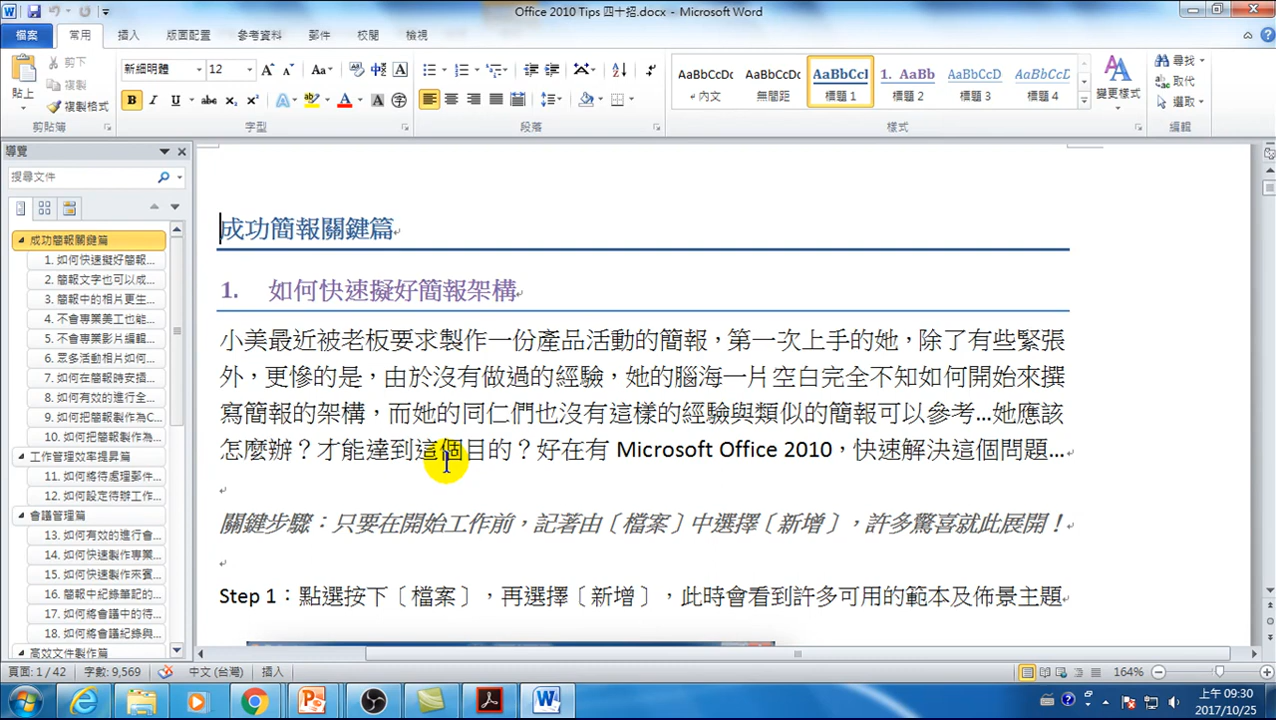 Office 2010 Tips 四十招.docx - Microsoft Word
檔案 常用 插入 版面配置 參考資料 郵件 校閱 檢視
貼上
剪下
複製
複製格式
剪貼簿
新細明體 12
字型
段落
AaBbCcDc AaBbCcDc AaBbCcI 1. AaBb AaBbCcD AaBbCcD
內文 無間距 標題 1 標題 2 標題 3 標題 4
變更樣式
樣式
尋找
取代
選取
編輯
導覽
搜尋文件
成功簡報關鍵篇
1. 如何快速擬好簡報...
2. 簡報文字也可以成...
3. 簡報中的相片更生...
4. 不會專業美工也能...
5. 不會專業影片編輯...
6. 眾多活動相片如何...
7. 如何在簡報時安插...
8. 如何有效的進行全...
9. 如何把簡報製作為C...
10. 如何把簡報製作為...
工作管理效率提昇篇
11. 如何將待處理郵件...
12. 如何設定待辦工作...
會議管理篇
13. 如何有效的進行會...
14. 如何快速製作專業...
15. 如何快速製作來賓...
16. 簡報中紀錄筆記的...
17. 如何將會議中的待...
18. 如何將會議紀錄與...
高效文件製作篇
成功簡報關鍵篇
1. 如何快速擬好簡報架構
小美最近被老板要求製作一份產品活動的簡報，第一次上手的她，除了有些緊張
外，更慘的是，由於沒有做過的經驗，她的腦海一片空白完全不知如何開始來撰
寫簡報的架構，而她的同仁們也沒有這樣的經驗與類似的簡報可以參考…她應該
怎麼辦？才能達到這個目的？好在有 Microsoft Office 2010，快速解決這個問題…
關鍵步驟：只要在開始工作前，記著由〔檔案〕中選擇〔新增〕，許多驚喜就此展開！
Step 1：點選按下〔檔案〕，再選擇〔新增〕，此時會看到許多可用的範本及佈景主題
頁面: 1 / 42 字數: 9,569 中文 (台灣) 插入 164%
上午 09:30
2017/10/25